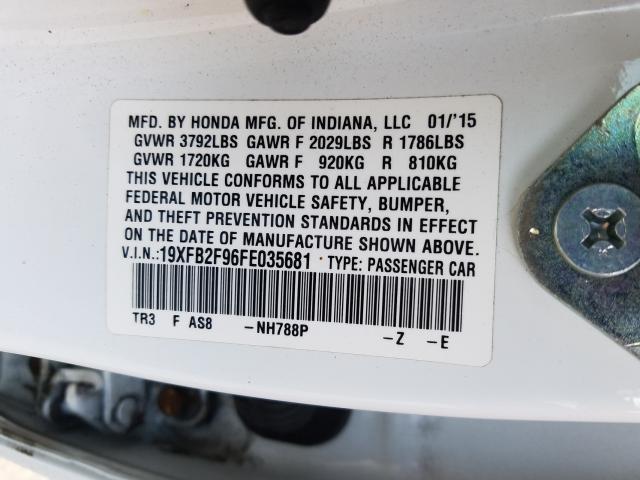 MFD. BY HONDA MFG. OF INDIANA, LLC 01/'15
GVWR 3792LBS GAWR F 2029LBS R 1786LBS
GVWR 1720KG GAWR F 920KG R 810KG
THIS VEHICLE CONFORMS TO ALL APPLICABLE
FEDERAL MOTOR VEHICLE SAFETY, BUMPER,
AND THEFT PREVENTION STANDARDS IN EFFECT
ON THE DATE OF MANUFACTURE SHOWN ABOVE.
V.I.N.:19XFB2F96FE035681 TYPE: PASSENGER CAR
TR3 F AS8 -NH788P -Z -E